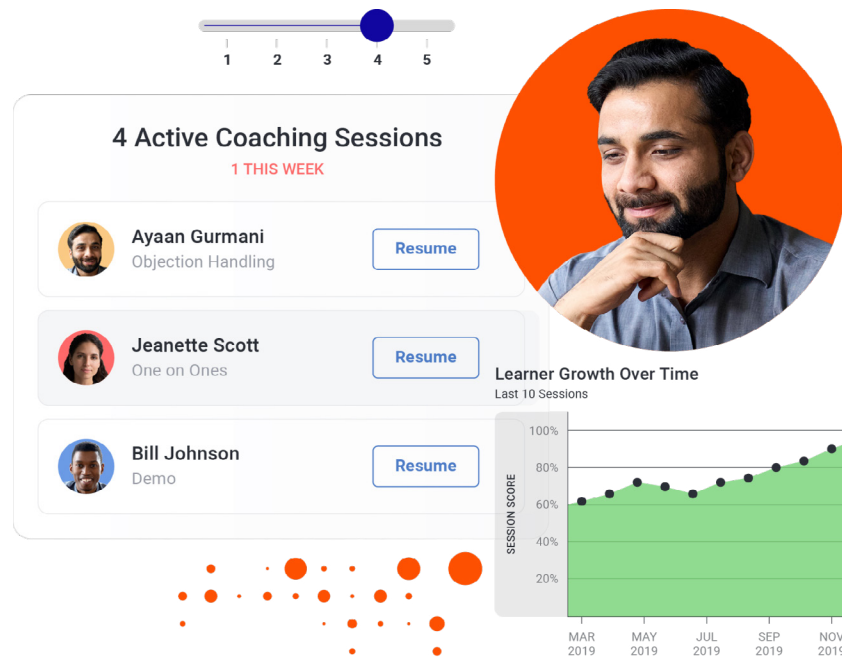 1 2 3 4 5
4 Active Coaching Sessions
1 THIS WEEK
Ayaan Gurmani
Objection Handling
Resume
Jeanette Scott
One on Ones
Resume
Bill Johnson
Demo
Resume
Learner Growth Over Time
Last 10 Sessions
SESSION SCORE
100%
80%
60%
40%
20%
MAR MAY JUL SEP NOV
2019 2019 2019 2019 2019